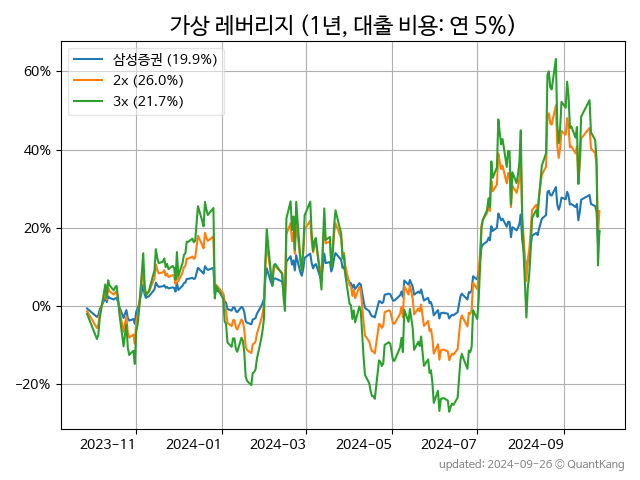 가상 레버리지 (1년, 대출 비용: 연 5%)
삼성증권 (19.9%)
2x (26.0%)
3x (21.7%)
60%
40%
20%
0%
−20%
2023-11 2024-01 2024-03 2024-05 2024-07 2024-09
updated: 2024-09-26 © QuantKang